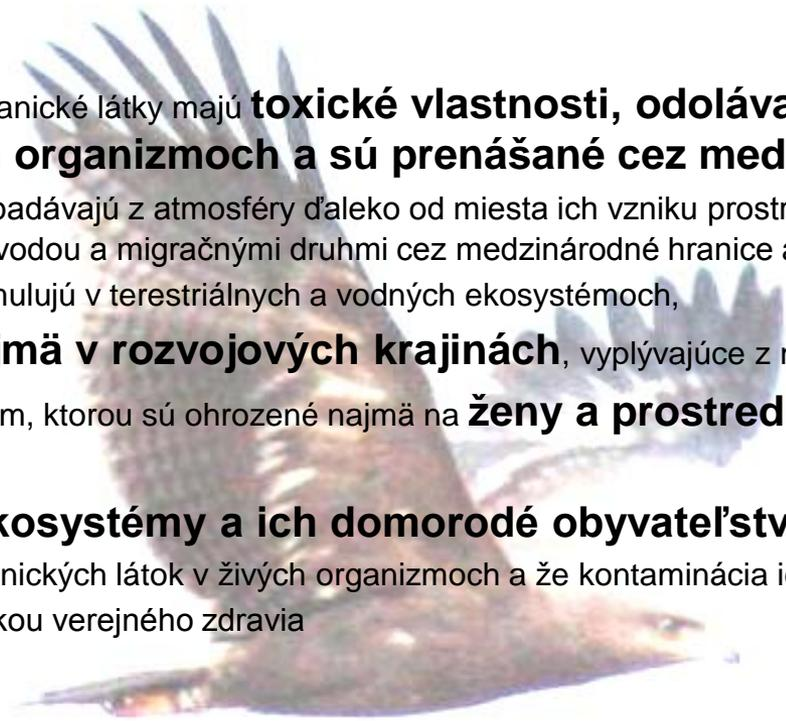 anické látky majú toxické vlastnosti, odoláva
organizmoch a sú prenášané cez med
padávajú z atmosféry ďaleko od miesta ich vzniku prostr
vodou a migračnými druhmi cez medzinárodné hranice a
nulujú v terestriálnych a vodných ekosystémoch,
jmä v rozvojových krajinách, vyplývajúce z
m, ktorou sú ohrozené najmä na ženy a prostred
kosystémy a ich domorodé obyvateľstv
nických látok v živých organizmoch a že kontaminácia i
kou verejného zdravia